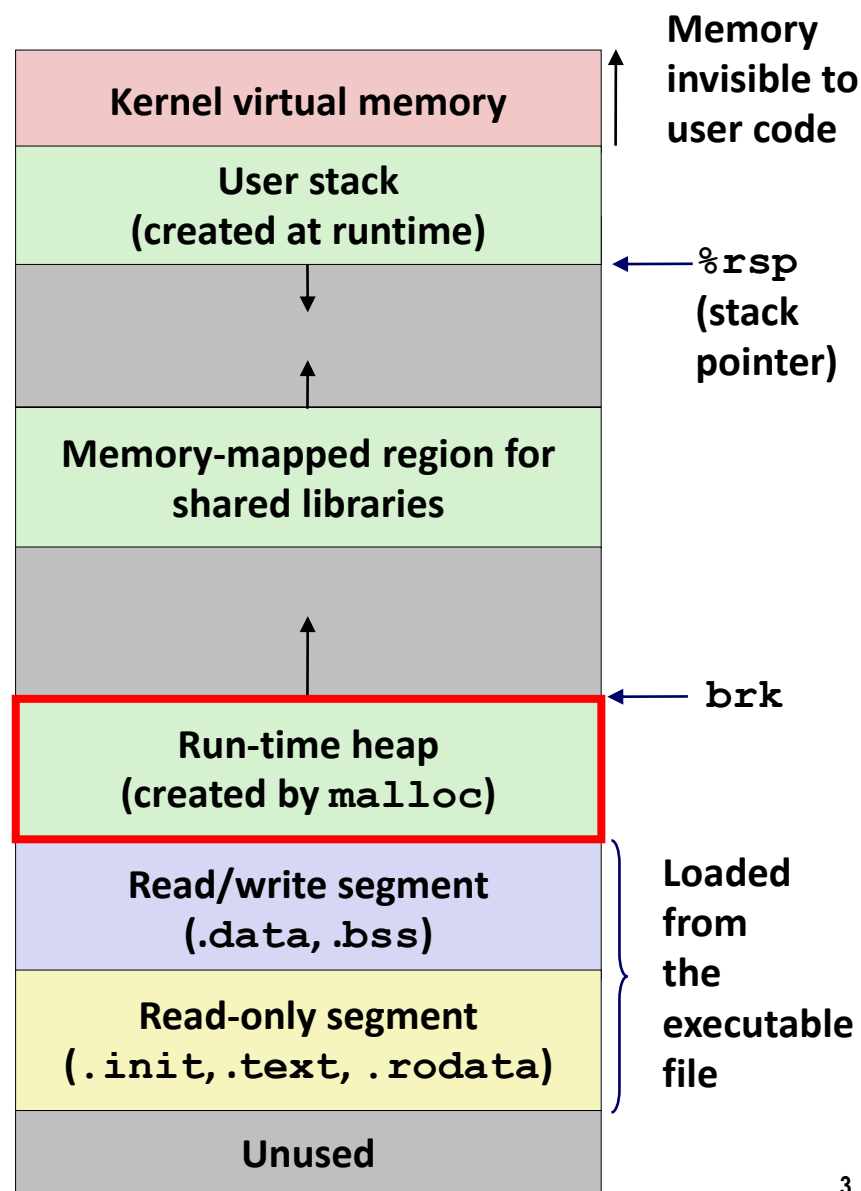 Memory
invisible to
user code
Kernel virtual memory
User stack
(created at runtime)
%rsp
(stack
pointer)
Memory-mapped region for
shared libraries
brk
Run-time heap
(created by malloc)
Read/write segment
(.data, .bss)
Read-only segment
(.init, .text, .rodata)
Loaded
from
the
executable
file
Unused
3